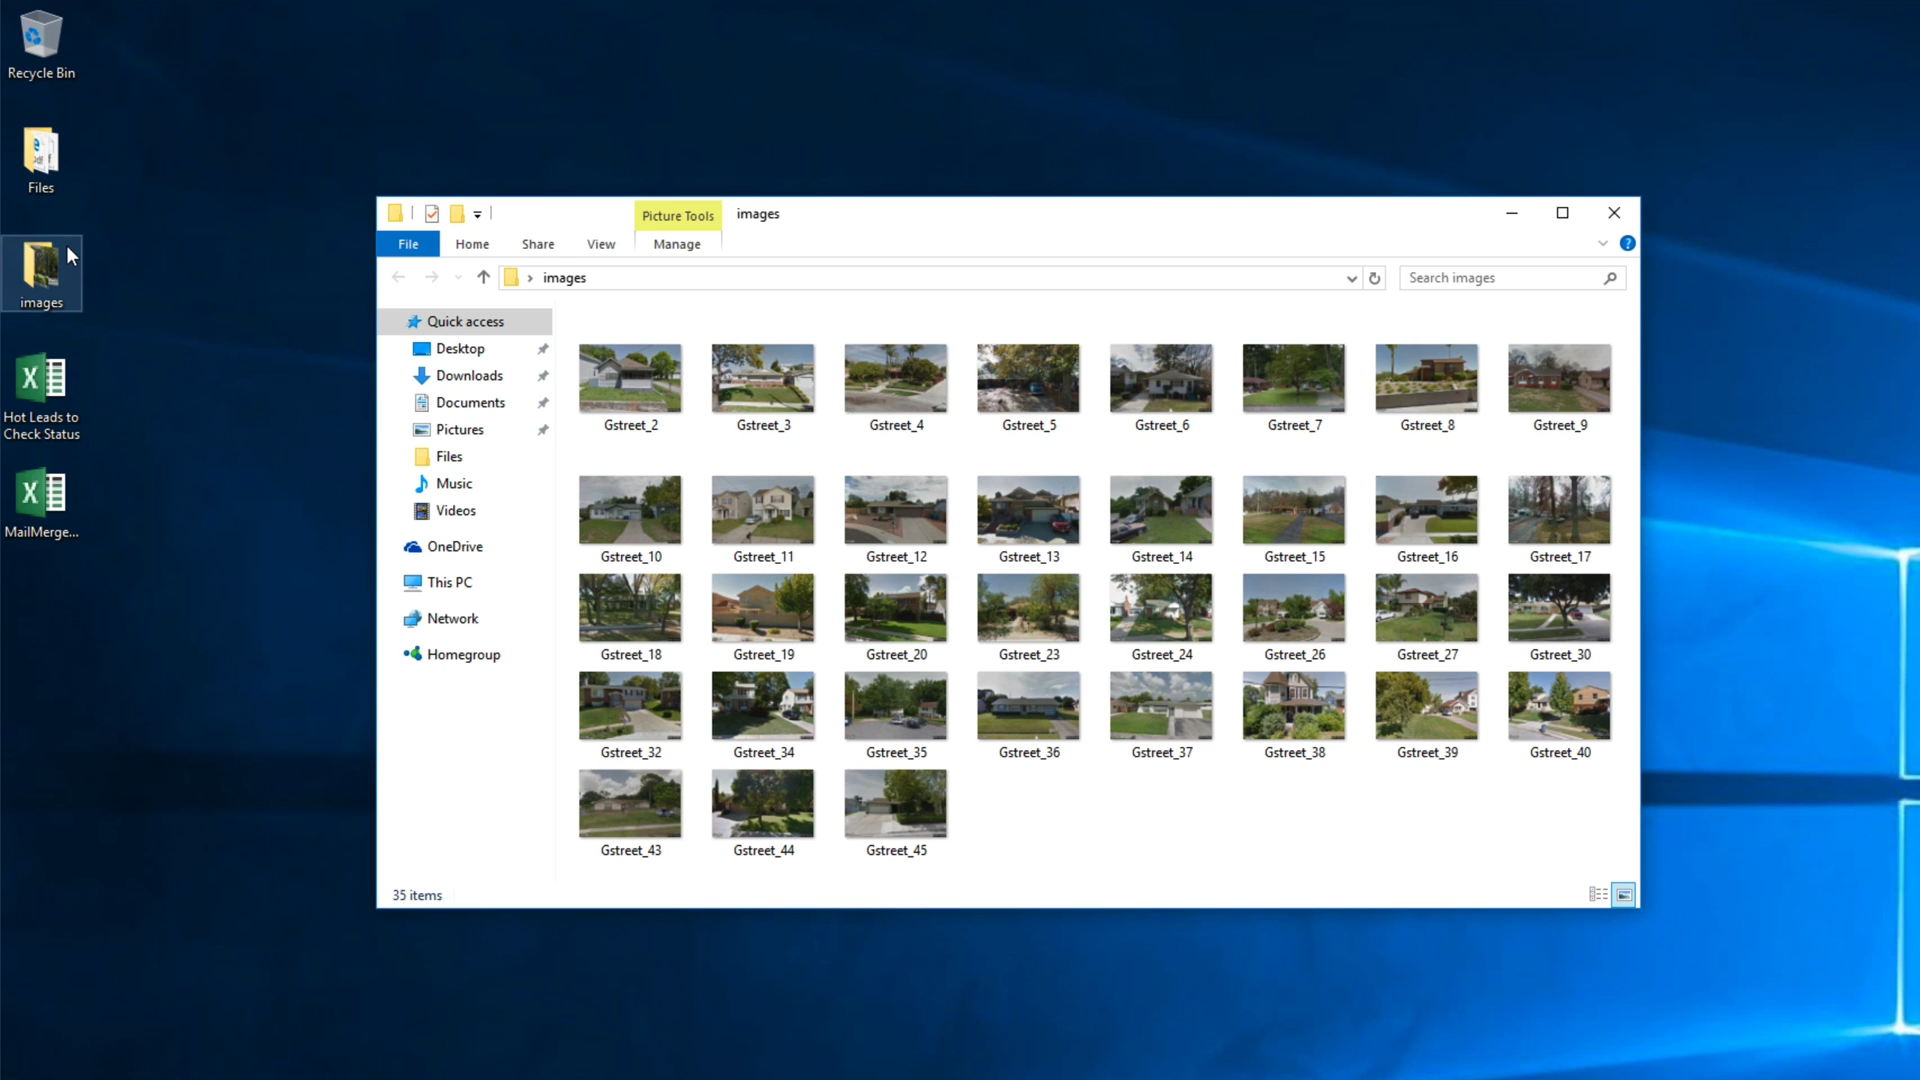 Recycle Bin
Files
images
Hot Leads to
Check Status
MailMerge...
Picture Tools
images
File
Home
Share
View
Manage
?
images
Search images
Quick access
Desktop
Downloads
Documents
Pictures
Files
Music
Videos
OneDrive
This PC
Network
Homegroup
Gstreet_2 Gstreet_3 Gstreet_4 Gstreet_5 Gstreet_6 Gstreet_7 Gstreet_8 Gstreet_9
Gstreet_10 Gstreet_11 Gstreet_12 Gstreet_13 Gstreet_14 Gstreet_15 Gstreet_16 Gstreet_17
Gstreet_18 Gstreet_19 Gstreet_20 Gstreet_23 Gstreet_24 Gstreet_26 Gstreet_27 Gstreet_30
Gstreet_32 Gstreet_34 Gstreet_35 Gstreet_36 Gstreet_37 Gstreet_38 Gstreet_39 Gstreet_40
Gstreet_43 Gstreet_44 Gstreet_45
35 items